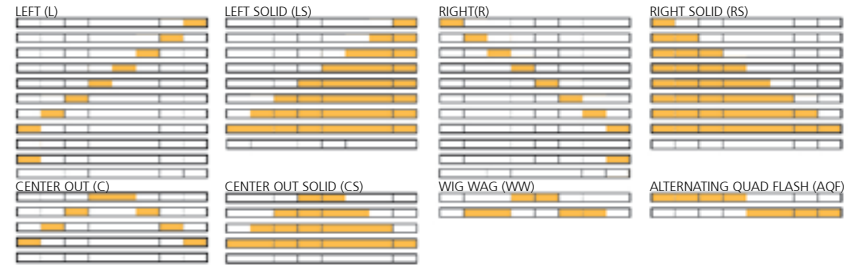 LEFT (L)
LEFT SOLID (LS)
RIGHT(R)
RIGHT SOLID (RS)
CENTER OUT (C)
CENTER OUT SOLID (CS)
WIG WAG (WW)
ALTERNATING QUAD FLASH (AQF)